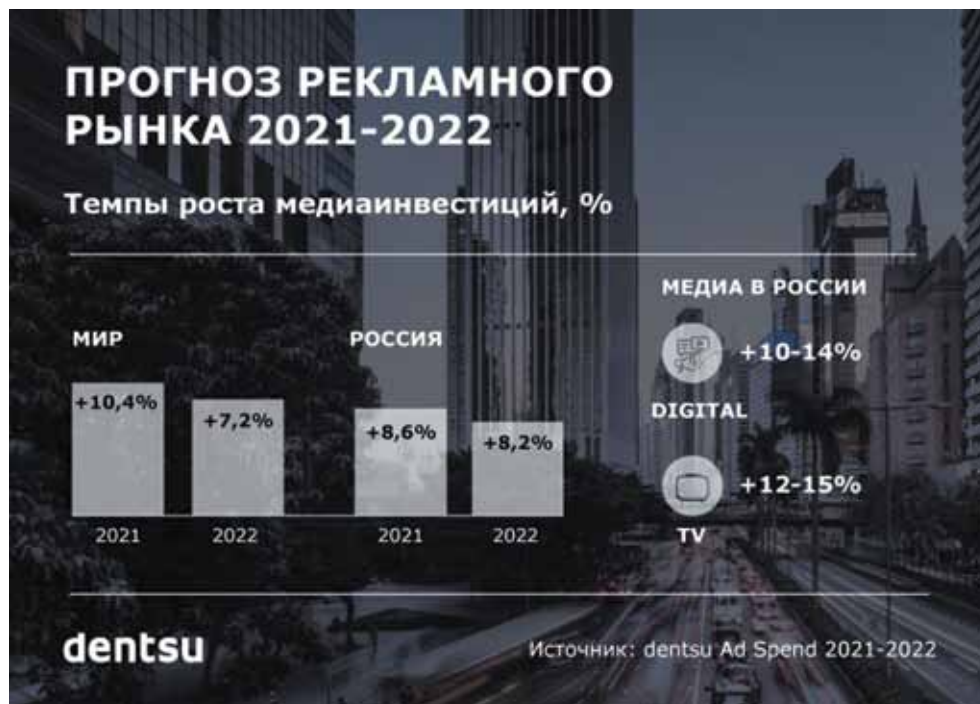 ПРОГНОЗ РЕКЛАМНОГО
РЫНКА 2021-2022
Темпы роста медиаинвестиций, %
МИР
+10,4%
+7,2%
2021
2022
РОССИЯ
+8,6%
+8,2%
2021
2022
МЕДИА В РОССИИ
+10-14%
DIGITAL
+12-15%
TV
dentsu
Источник: dentsu Ad Spend 2021-2022